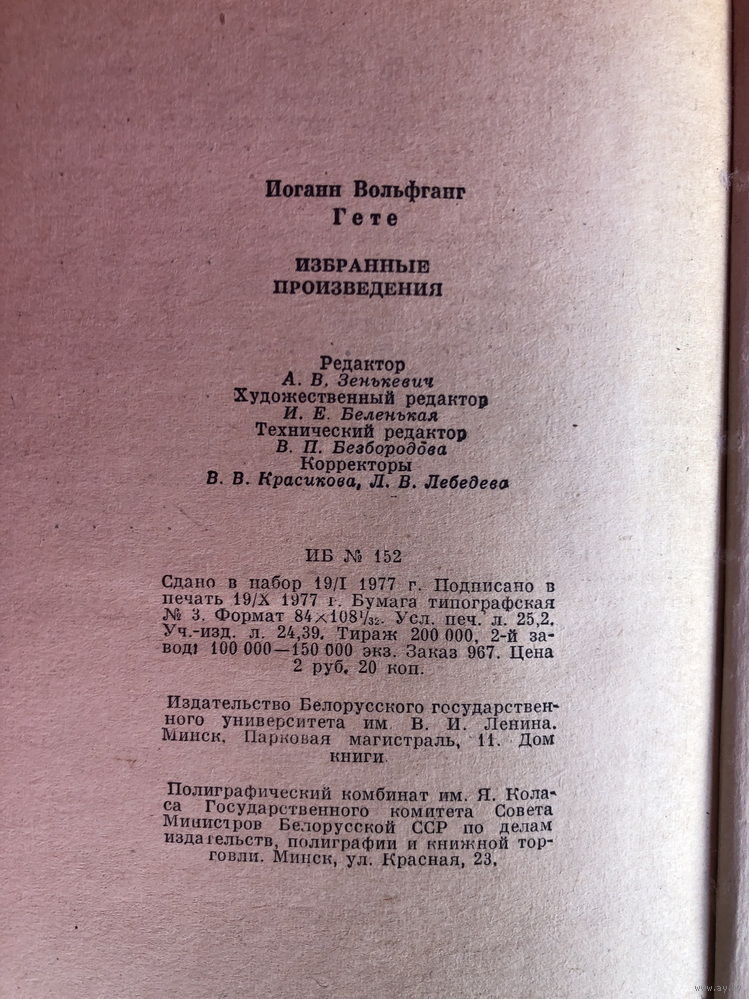 Иоганн Вольфганг
Гете
ИЗБРАННЫЕ
ПРОИЗВЕДЕНИЯ
Редактор
А. В. Зенькевич
Художественный редактор
И. Е. Беленькая
Технический редактор
В. П. Безбородова
Корректоры
В. В. Красикова, Л. В. Лебедева
ИБ № 152
Сдано в набор 19/I 1977 г. Подписано в
печать 19/X 1977 г. Бумага типографская
№ 3. Формат 84×108¹/₃₂. Усл. печ. л. 25,2.
Уч.-изд. л. 24,39. Тираж 200 000, 2-й за-
вод: 100 000—150 000 экз. Заказ 967. Цена
2 руб. 20 коп.
Издательство Белорусского государствен-
ного университета им. В. И. Ленина.
Минск, Парковая магистраль, 11. Дом
книги.
Полиграфический комбинат им. Я. Кола-
са Государственного комитета Совета
Министров Белорусской ССР по делам
издательств, полиграфии и книжной тор-
говли. Минск, ул. Красная, 23.